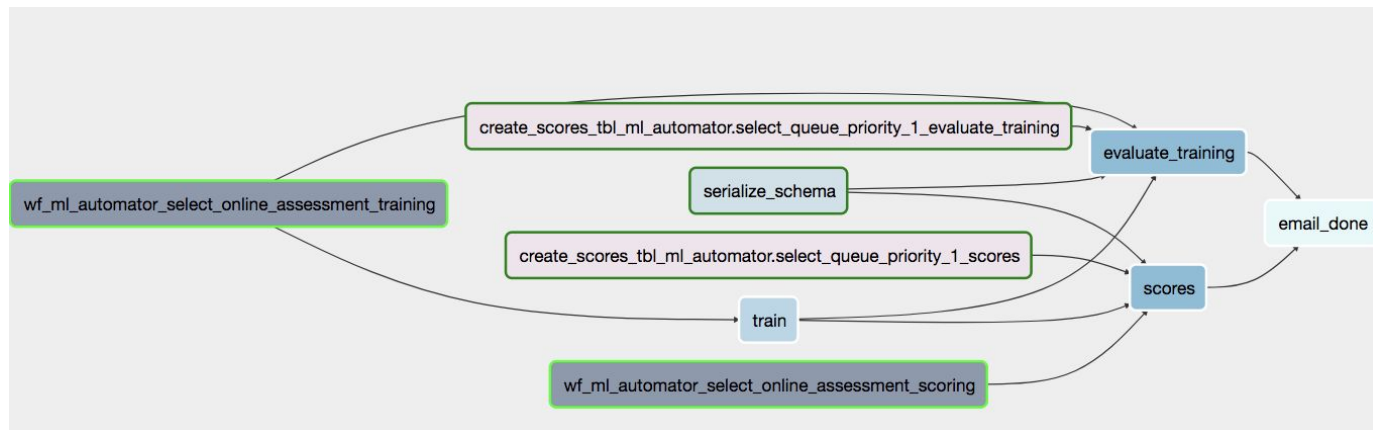 create_scores_tbl_ml_automator.select_queue_priority_1_evaluate_training
evaluate_training
serialize_schema
wf_ml_automator_select_online_assessment_training
email_done
create_scores_tbl_ml_automator.select_queue_priority_1_scores
scores
train
wf_ml_automator_select_online_assessment_scoring